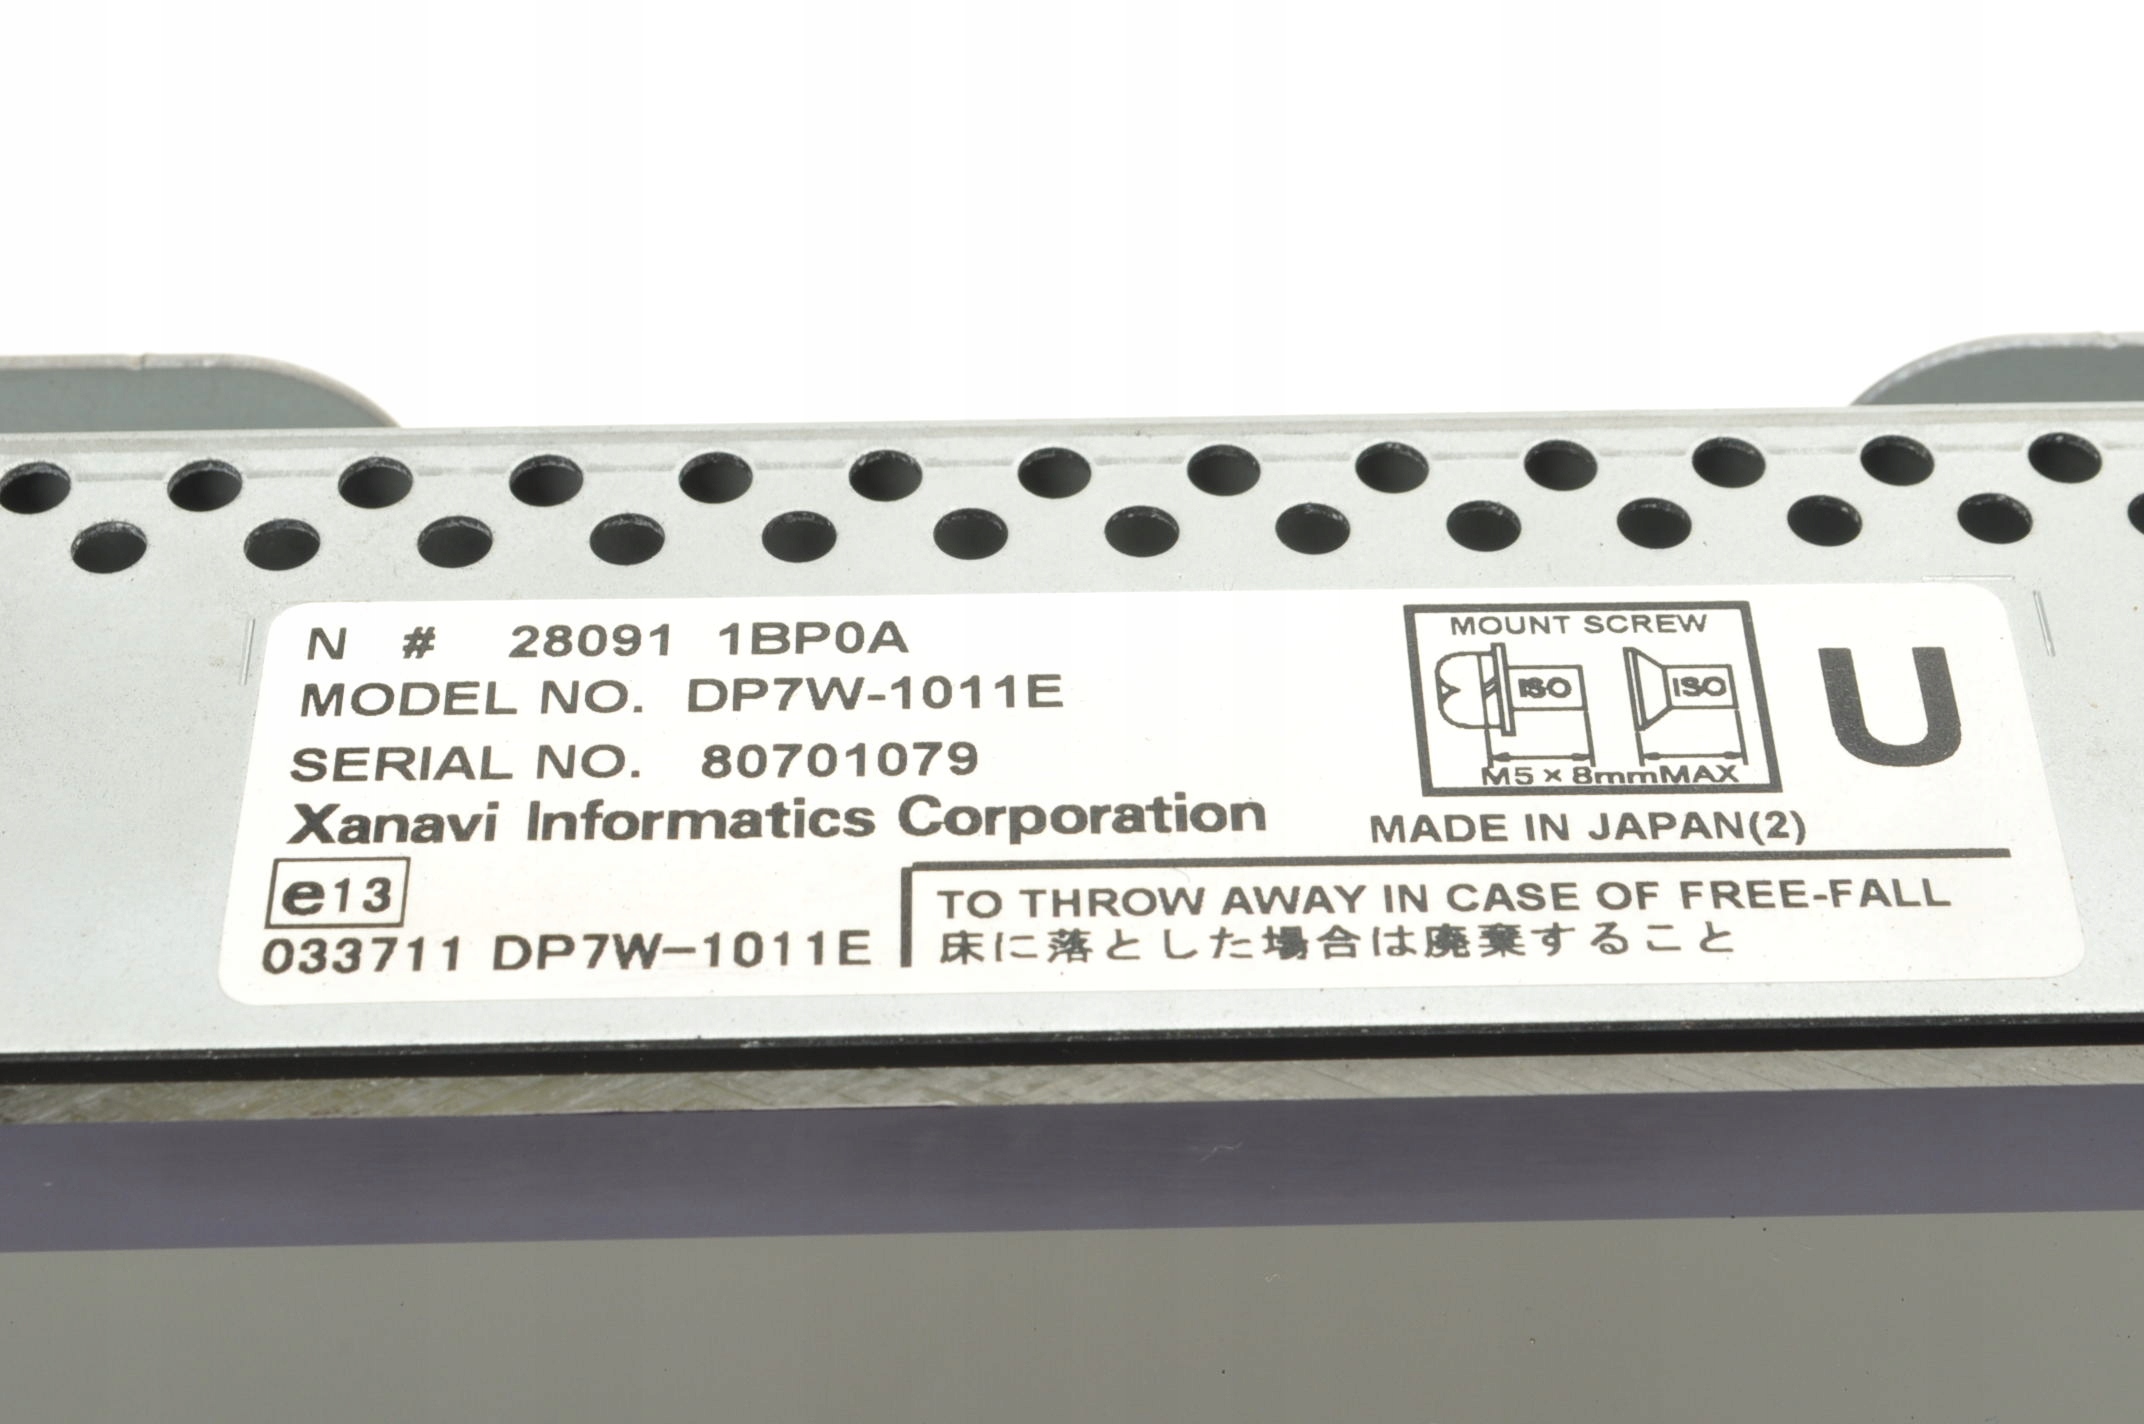 N # 28091 1BP0A
MODEL NO. DP7W-1011E
SERIAL NO. 80701079
Xanavi Informatics Corporation
e13
033711 DP7W-1011E
MOUNT SCREW
ISO ISO
M5×8mmMAX
U
MADE IN JAPAN(2)
TO THROW AWAY IN CASE OF FREE-FALL
床に落とした場合は廃棄すること